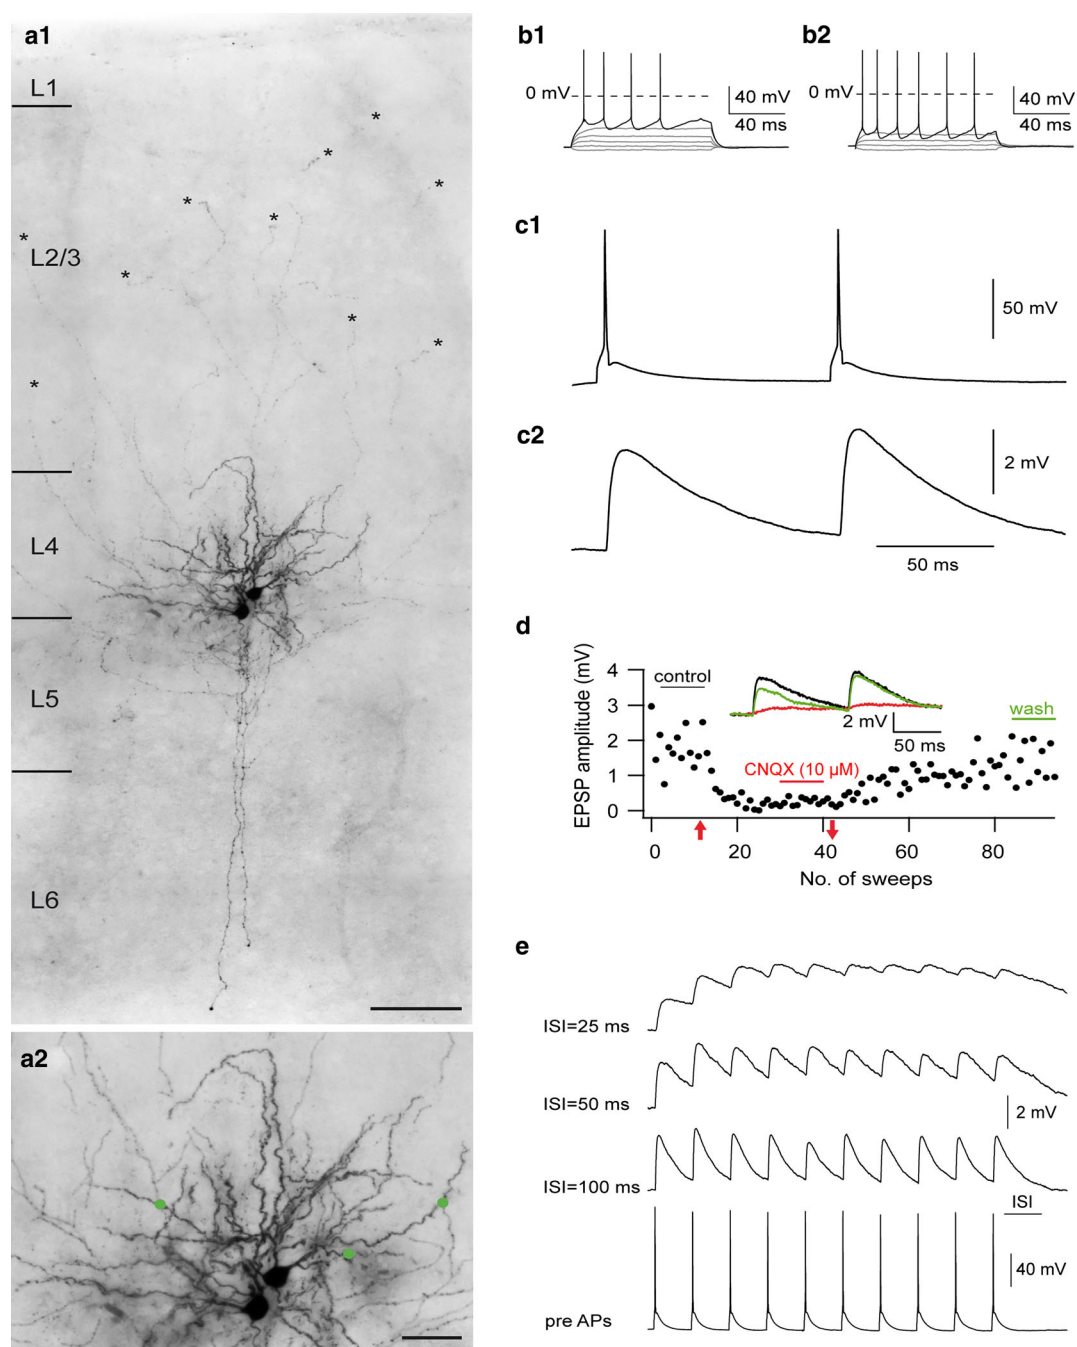 a1
L1
*
*
*
*
*
*
L2/3
*
*
*
*
L4
L5
L6
a2
b1
0 mV
40 mV
40 ms
b2
0 mV
40 mV
40 ms
c1
50 mV
c2
2 mV
50 ms
d
EPSP amplitude (mV)
4
3
2
1
0
control
2 mV
50 ms
wash
CNQX (10 µM)
0
20
40
60
80
No. of sweeps
e
ISI=25 ms
ISI=50 ms
2 mV
ISI=100 ms
ISI
40 mV
pre APs